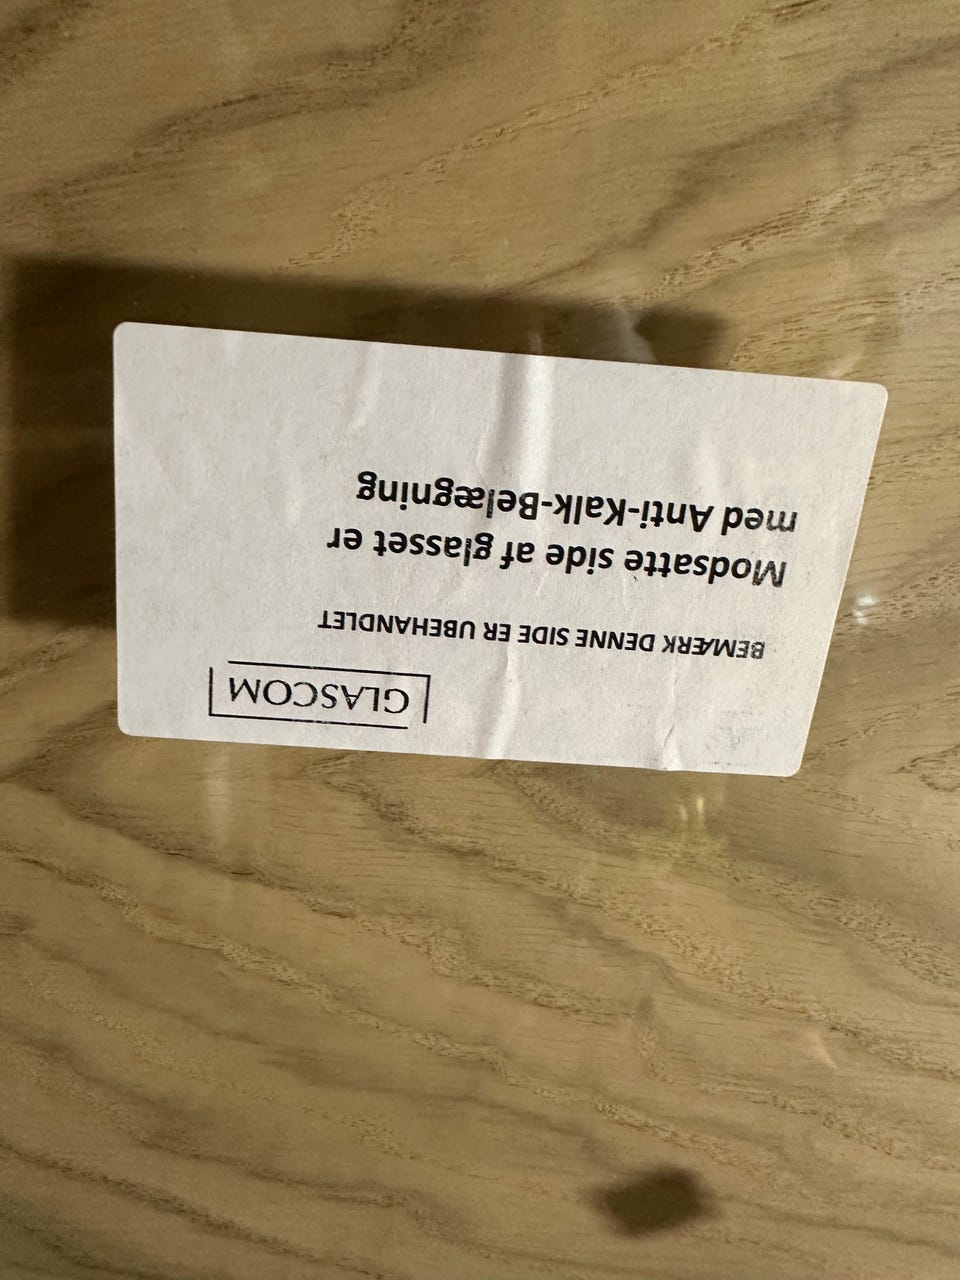 GLASCOM
BEMÆRK DENNE SIDE ER UBEHANDLET
Modsatte side af glasset er
med Anti-Kalk-Belægning